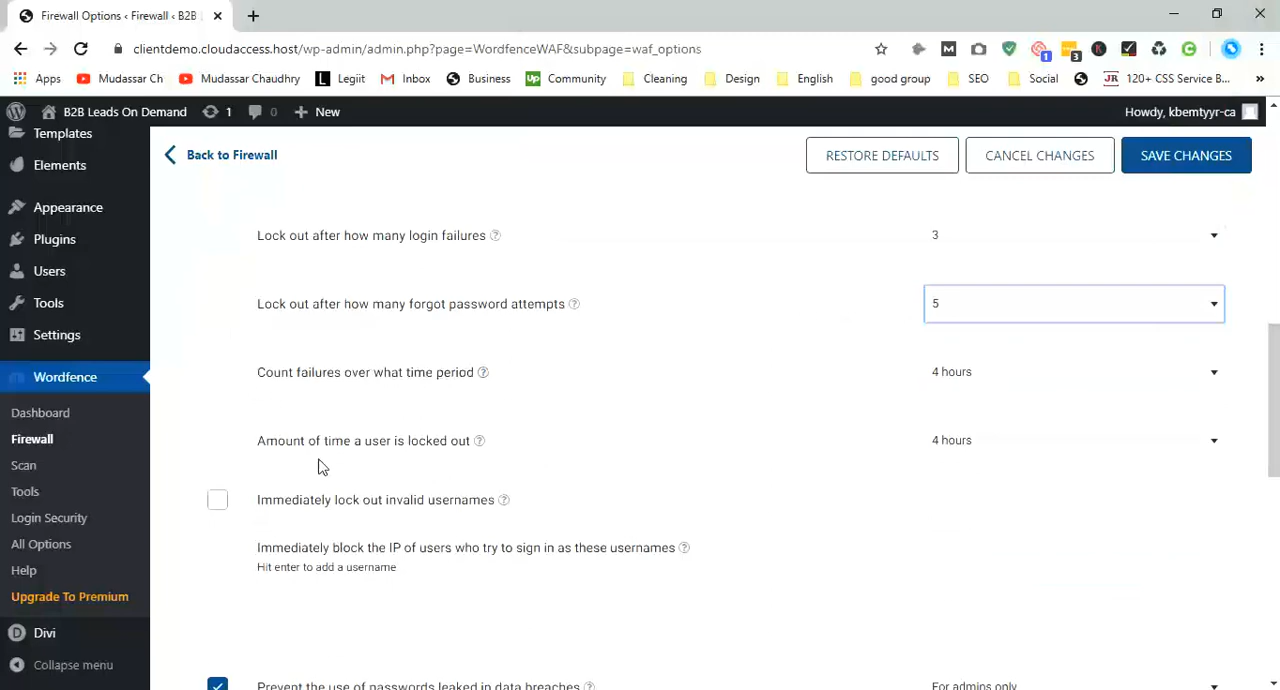 Firewall Options ‹ Firewall ‹ B2B
clientdemo.cloudaccess.host/wp-admin/admin.php?page=WordfenceWAF&subpage=waf_options
1
3
Apps
Mudassar Ch
Mudassar Chaudhry
Legiit
Inbox
Business
Up
Community
Cleaning
Design
English
good group
SEO
Social
JR
120+ CSS Service B...
B2B Leads On Demand
1
0
New
Howdy, kbemtyyr-ca
Templates
Elements
Appearance
Plugins
Users
Tools
Settings
Wordfence
Dashboard
Firewall
Scan
Tools
Login Security
All Options
Help
Upgrade To Premium
Divi
Collapse menu
Back to Firewall
RESTORE DEFAULTS
CANCEL CHANGES
SAVE CHANGES
Lock out after how many login failures
3
Lock out after how many forgot password attempts
5
Count failures over what time period
4 hours
Amount of time a user is locked out
4 hours
Immediately lock out invalid usernames
Immediately block the IP of users who try to sign in as these usernames
Hit enter to add a username
Prevent the use of passwords leaked in data breaches
For admins only